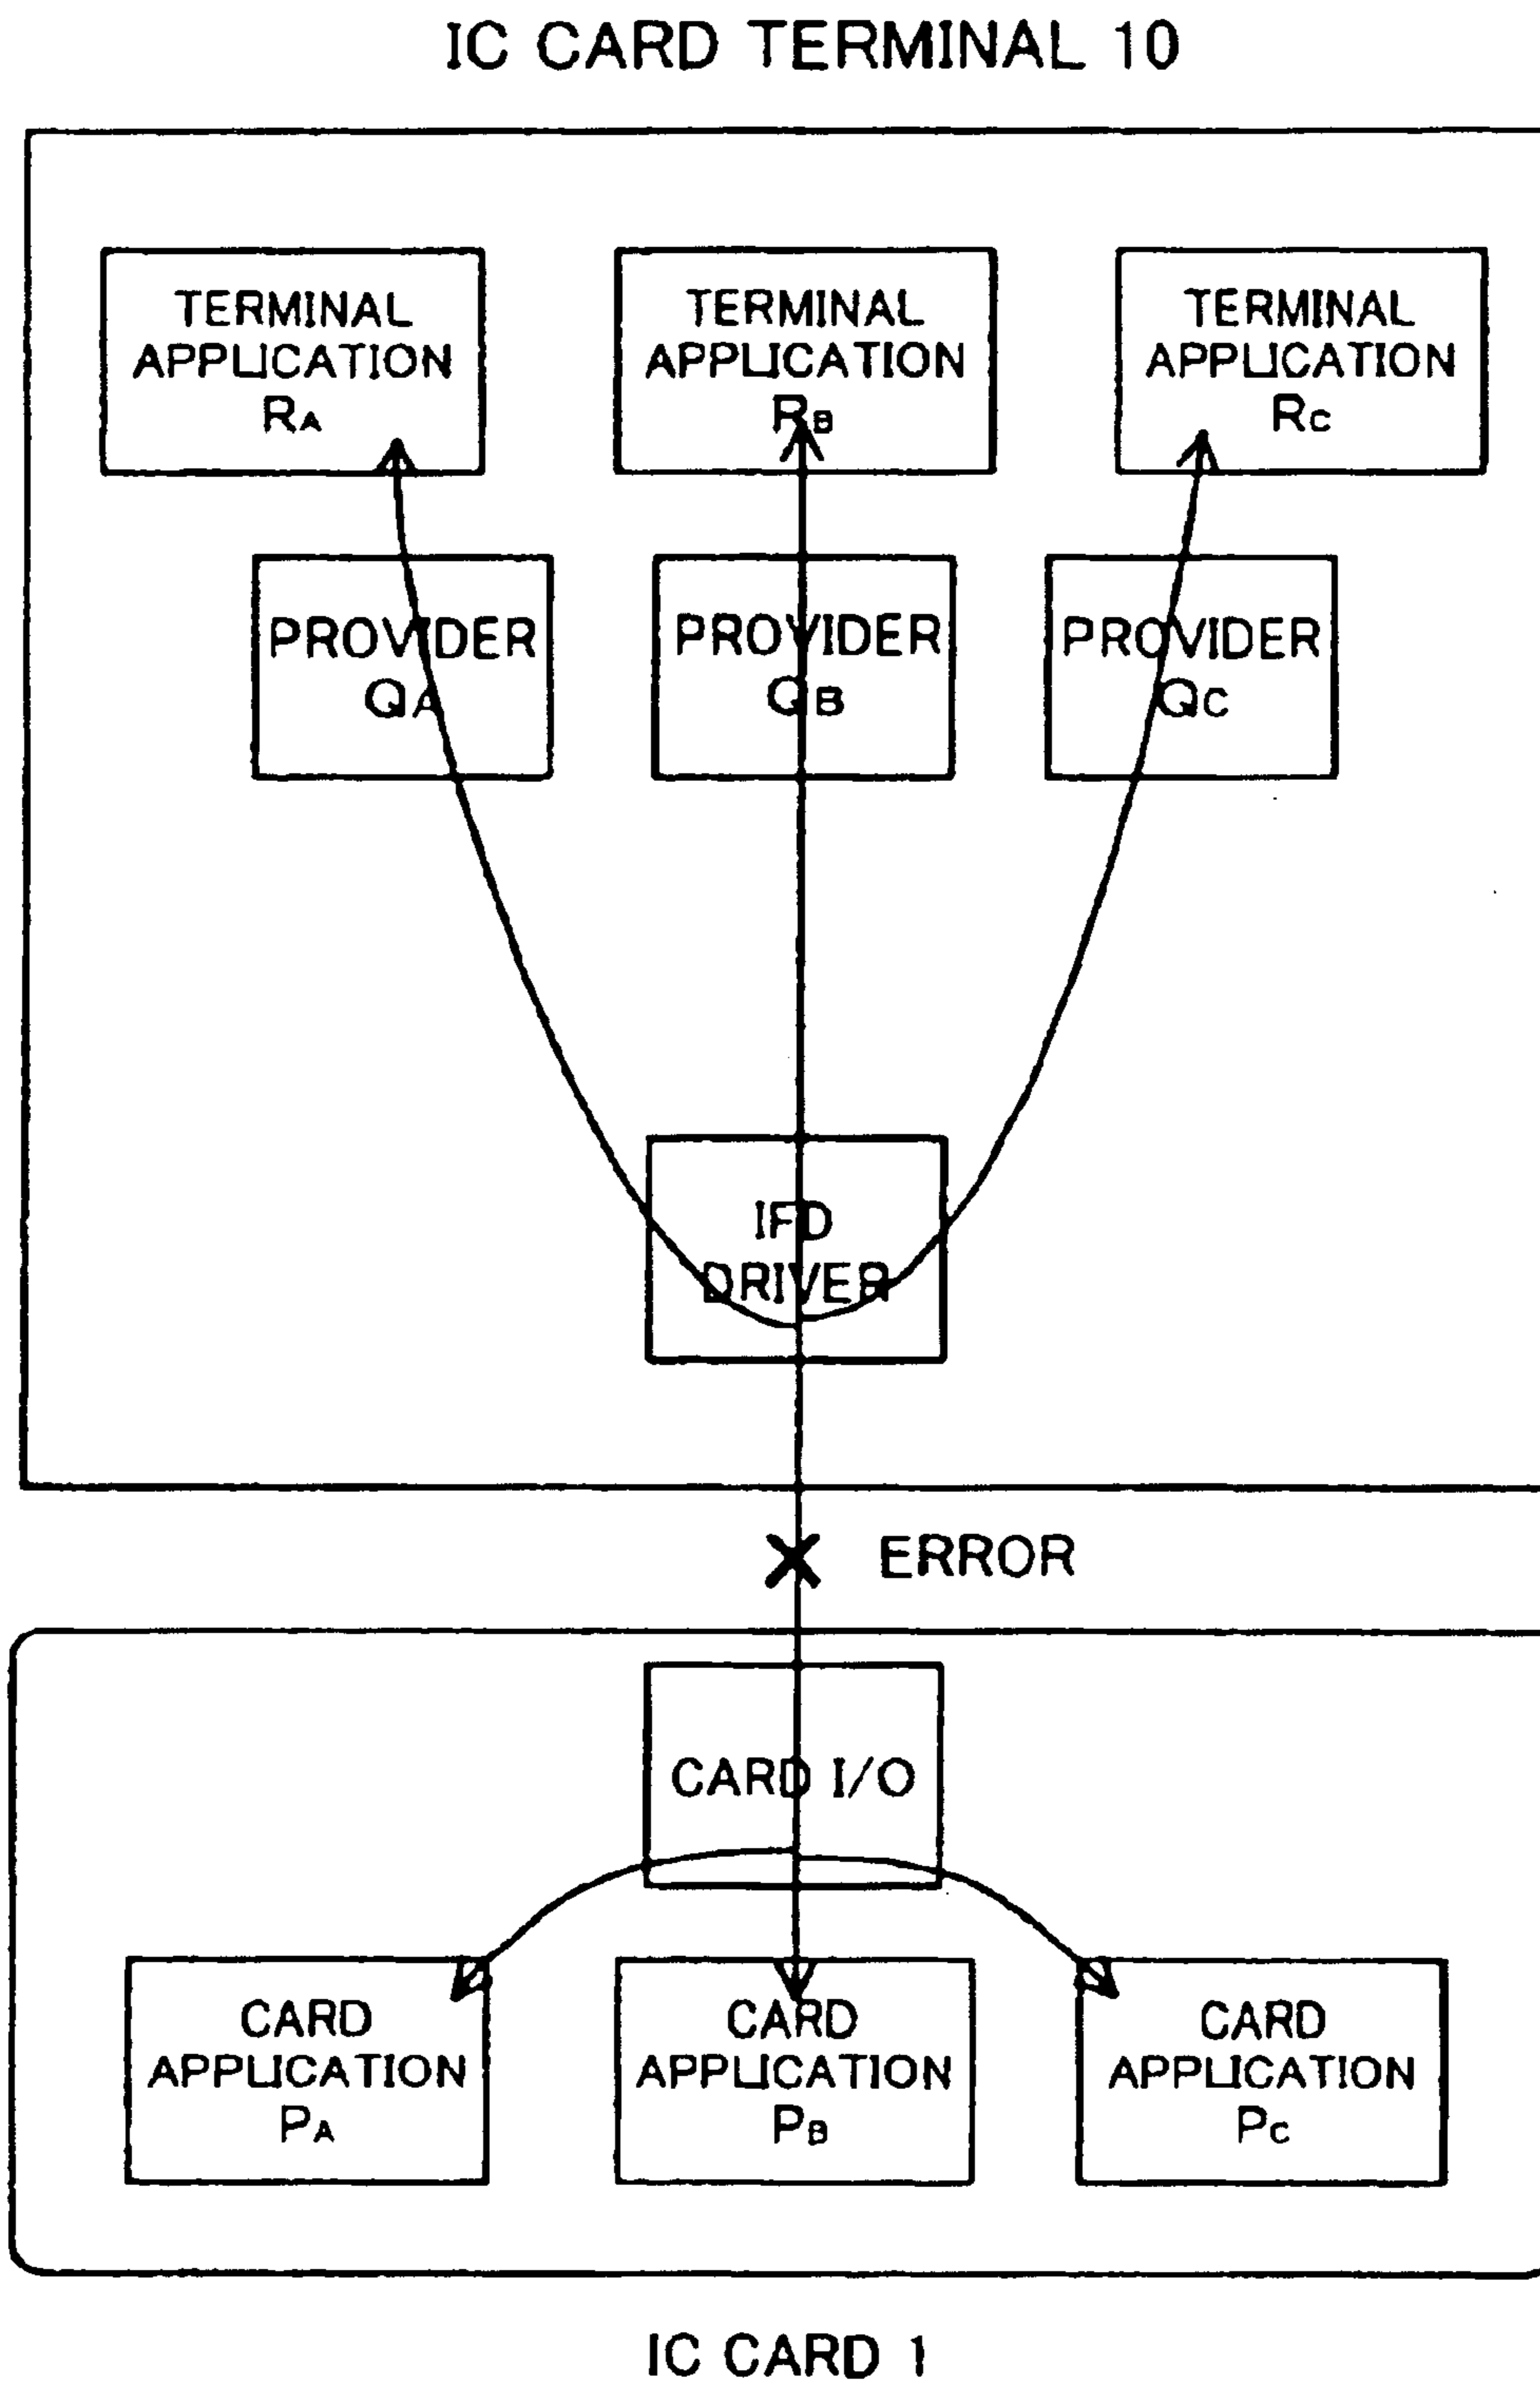 IC CARD TERMINAL 10
TERMINAL
APPLICATION
RA
TERMINAL
APPLICATION
RB
TERMINAL
APPLICATION
RC
PROVIDER
QA
PROVIDER
QB
PROVIDER
QC
IFD
DRIVER
ERROR
CARD I/O
CARD
APPLICATION
PA
CARD
APPLICATION
PB
CARD
APPLICATION
PC
IC CARD 1